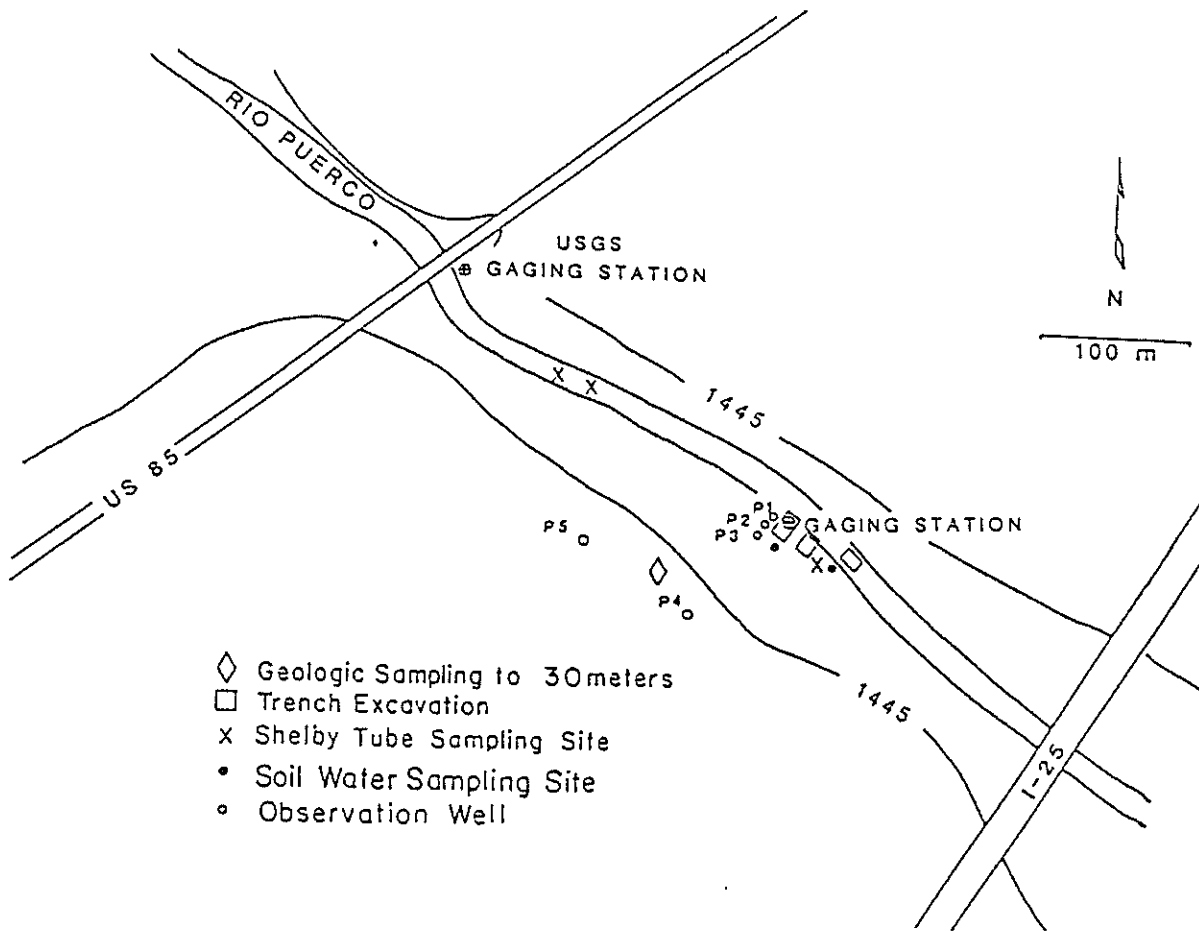 RIO PUERCO
USGS
GAGING STATION
N
100 m
1445
US 85
P1
P2
P3
GAGING STATION
P5
P4
Geologic Sampling to 30meters
Trench Excavation
X Shelby Tube Sampling Site
Soil Water Sampling Site
Observation Well
1445
I-25
X X
X